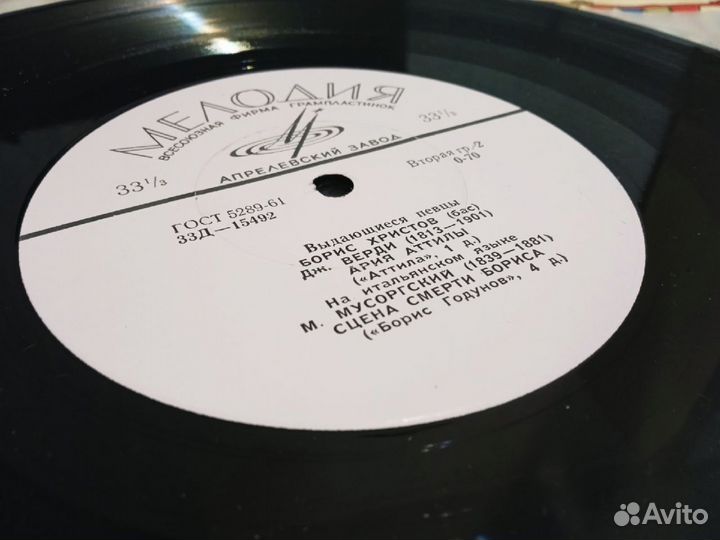 МЕЛОДИЯ
ВСЕСОЮЗНАЯ ФИРМА ГРАМПЛАСТИНОК
33⅓
33⅓
АПРЕЛЕВСКИЙ ЗАВОД
ГОСТ 5289-61
33Д—15492
Вторая гр.-2
0-70
Выдающиеся певцы
БОРИС ХРИСТОВ (бас)
Дж. ВЕРДИ (1813—1901)
АРИЯ АТТИЛЫ
(«Аттила», 1 д.)
На итальянском языке
М. МУСОРГСКИЙ (1839—1881)
СЦЕНА СМЕРТИ БОРИСА
(«Борис Годунов», 4 д.)
Avito